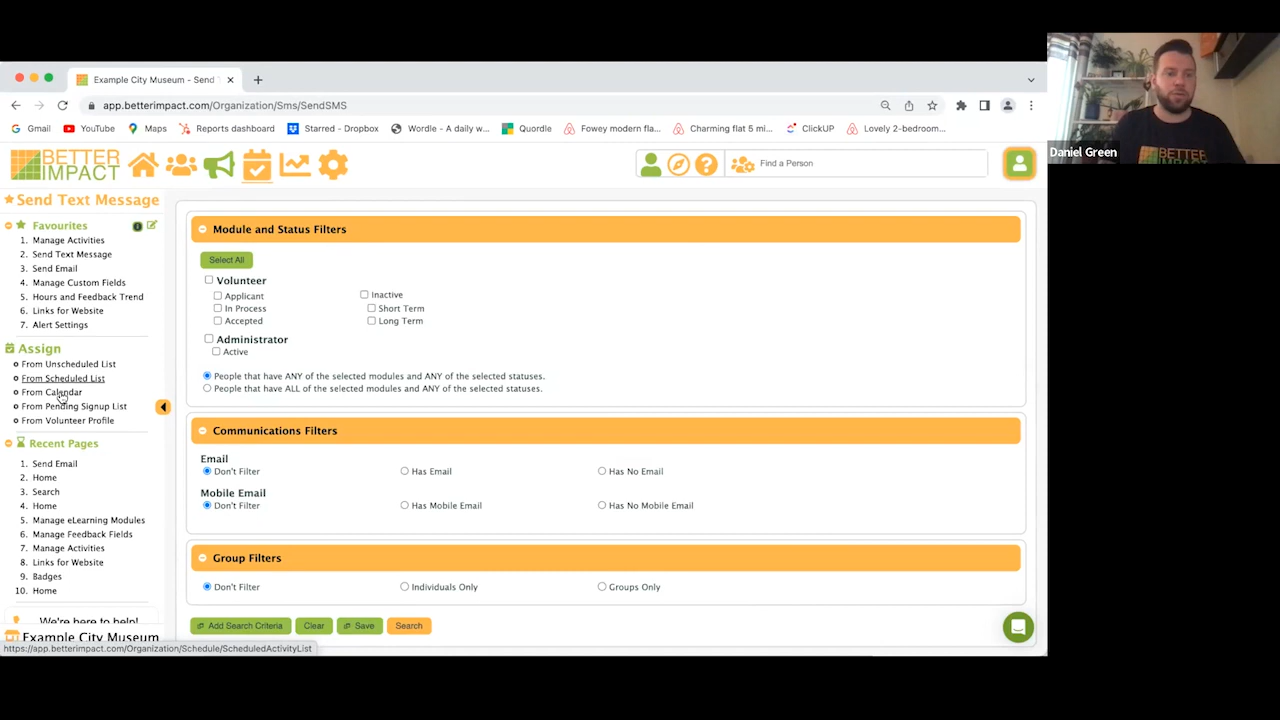 Example City Museum - Send
app.betterimpact.com/Organization/Sms/SendSMS
Gmail
YouTube
Maps
Reports dashboard
Starred - Dropbox
Wordle - A daily w...
Quordle
Fowey modern fla...
Charming flat 5 mi...
ClickUP
Lovely 2-bedroom...
BETTER
IMPACT
Find a Person
Daniel Green
Send Text Message
Favourites
1. Manage Activities
2. Send Text Message
3. Send Email
4. Manage Custom Fields
5. Hours and Feedback Trend
6. Links for Website
7. Alert Settings
Assign
From Unscheduled List
From Scheduled List
From Calendar
From Pending Signup List
From Volunteer Profile
Recent Pages
1. Send Email
2. Home
3. Search
4. Home
5. Manage eLearning Modules
6. Manage Feedback Fields
7. Manage Activities
8. Links for Website
9. Badges
10. Home
We're here to help!
Example City Museum
https://app.betterimpact.com/Organization/Schedule/ScheduledActivityList
Module and Status Filters
Select All
Volunteer
Applicant
Inactive
In Process
Short Term
Accepted
Long Term
Administrator
Active
People that have ANY of the selected modules and ANY of the selected statuses.
People that have ALL of the selected modules and ANY of the selected statuses.
Communications Filters
Email
Don't Filter
Has Email
Has No Email
Mobile Email
Don't Filter
Has Mobile Email
Has No Mobile Email
Group Filters
Don't Filter
Individuals Only
Groups Only
Add Search Criteria
Clear
Save
Search